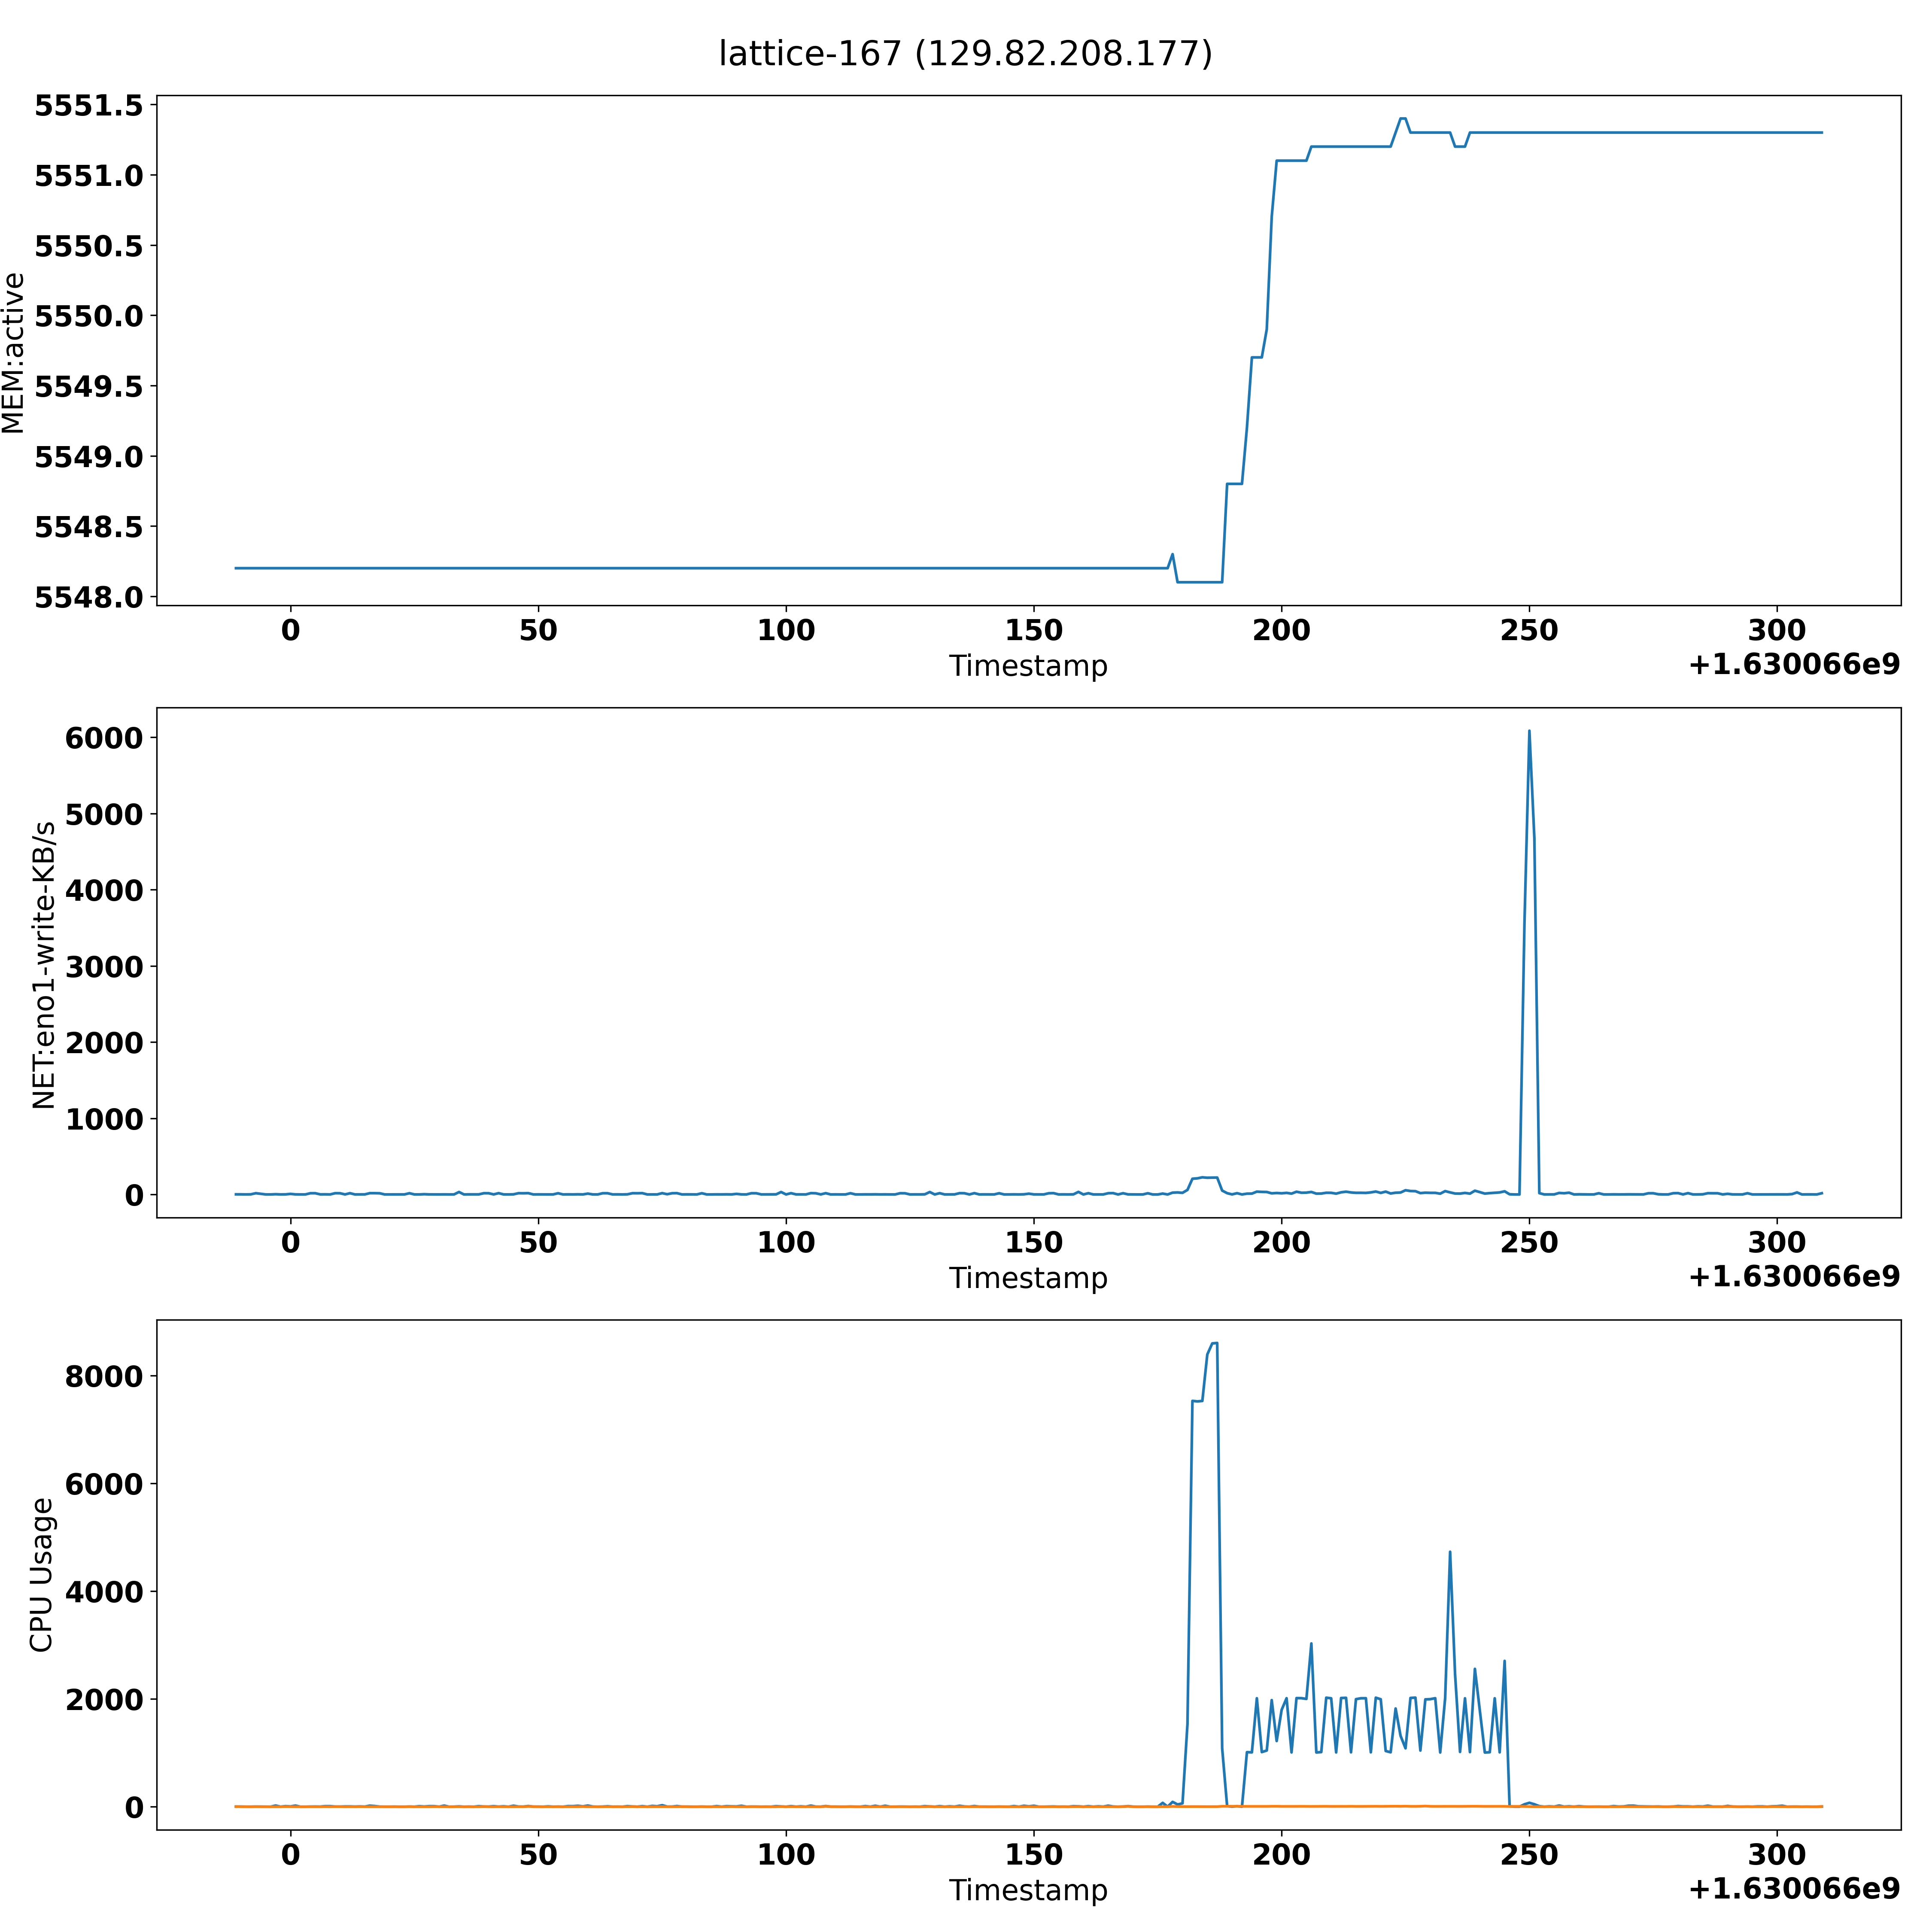 lattice-167 (129.82.208.177)
5551.5
5551.0
5550.5
5550.0
5549.5
5549.0
5548.5
5548.0
MEM:active
0 50 100 150 200 250 300
Timestamp
+1.630066e9
6000
5000
4000
3000
2000
1000
0
NET:eno1-write-KB/s
0 50 100 150 200 250 300
Timestamp
+1.630066e9
8000
6000
4000
2000
0
CPU Usage
0 50 100 150 200 250 300
Timestamp
+1.630066e9